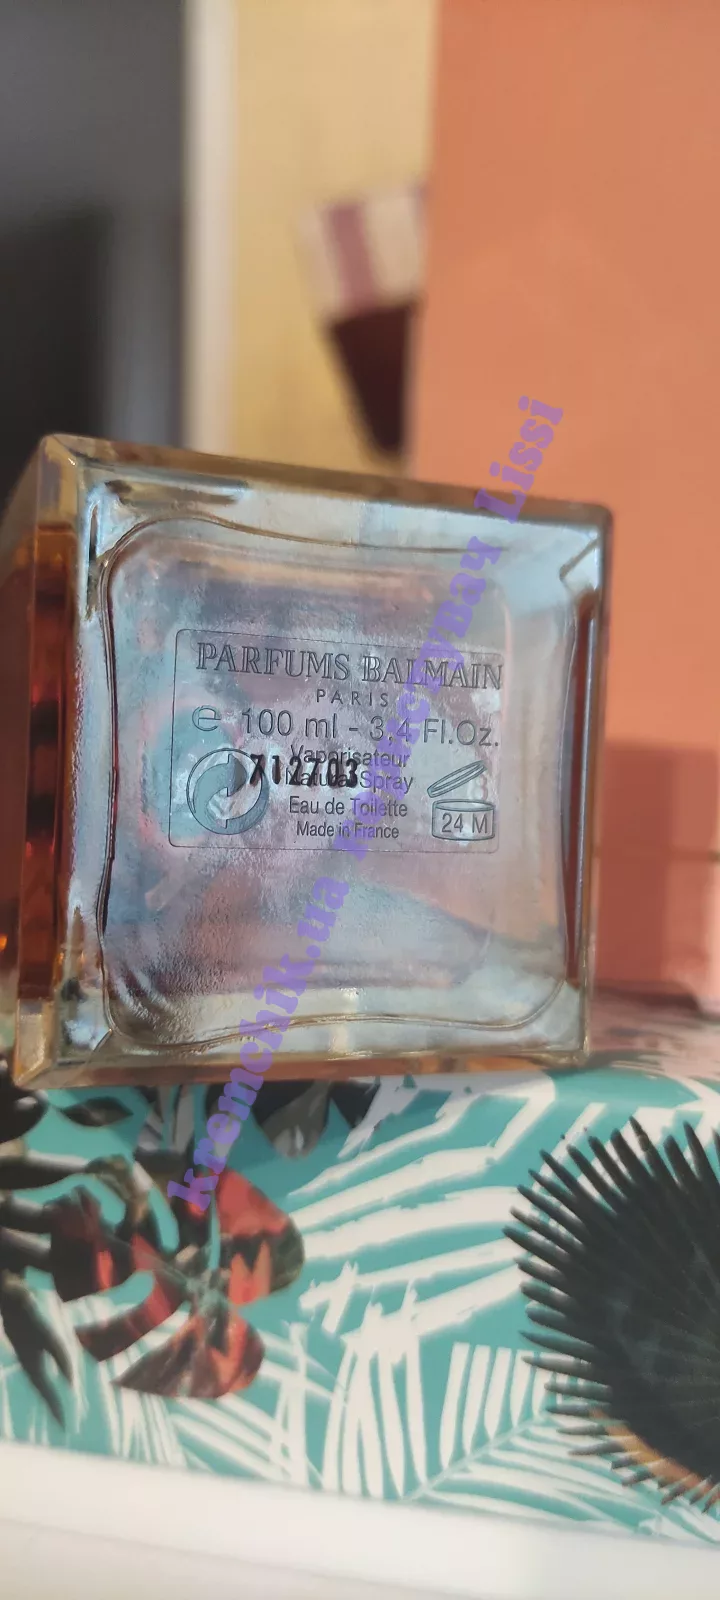 PARFUMS BALMAIN
PARIS
e 100 ml - 3,4 Fl.Oz.
Vaporisateur
712703
Natural Spray
Eau de Toilette
Made in France
24 M
kremchik.ua Lissi